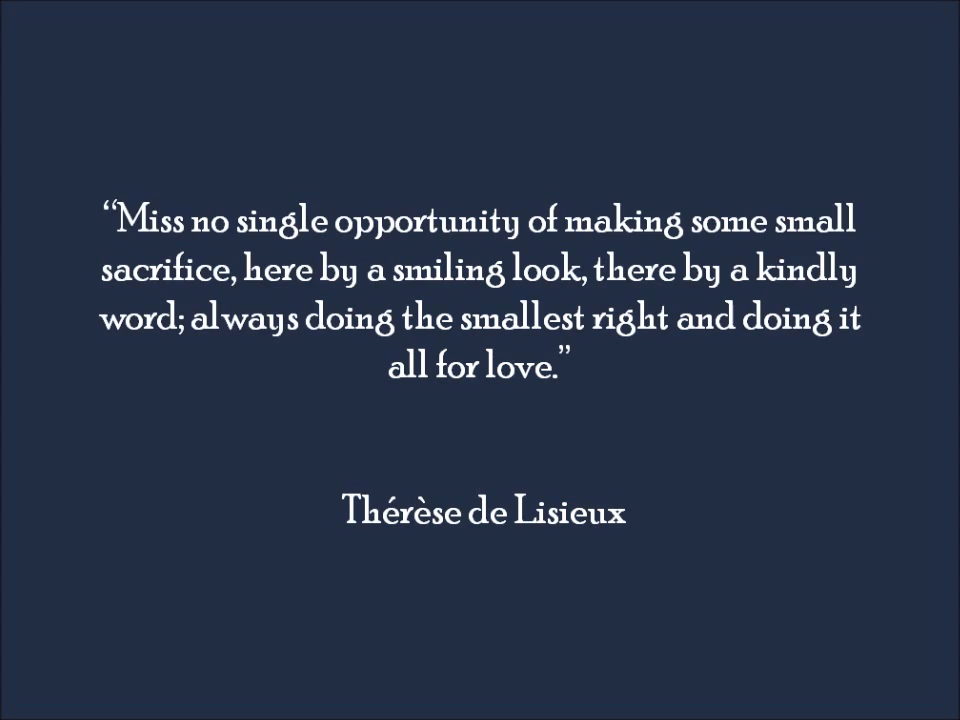 “Miss no single opportunity of making some small
sacrifice, here by a smiling look, there by a kindly
word; always doing the smallest right and doing it
all for love.”
Thérèse de Lisieux